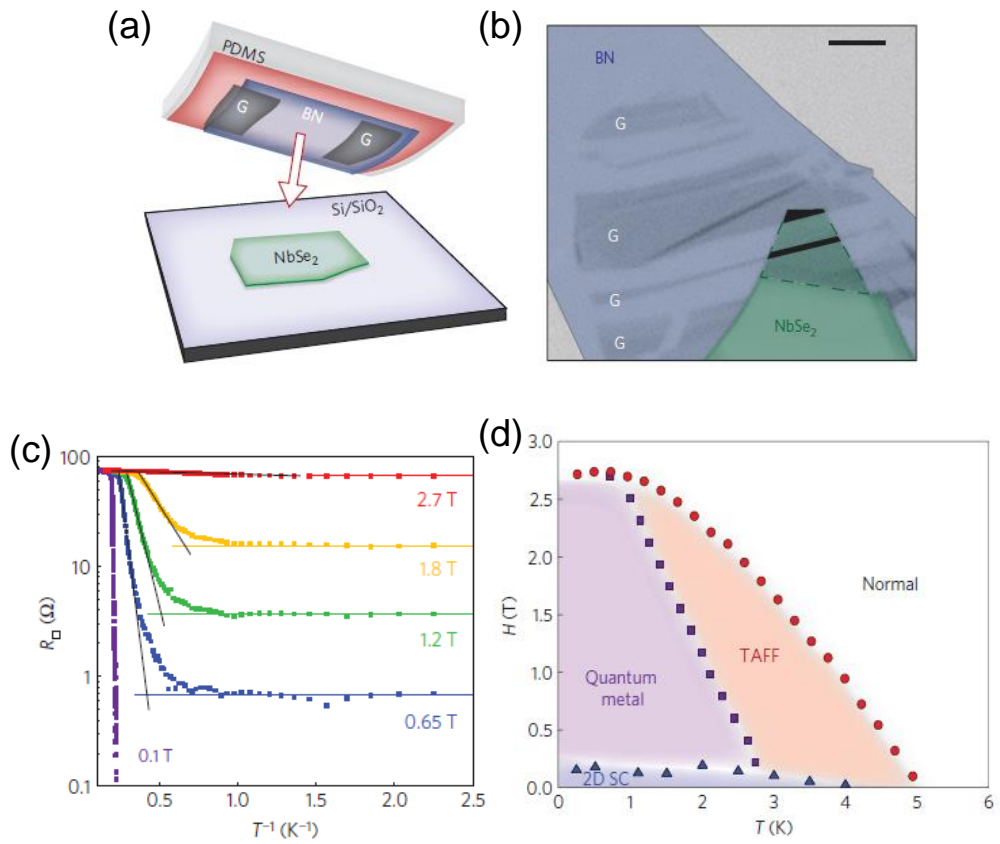 (a)
PDMS
G
BN
G
Si/SiO₂
NbSe₂
(b)
BN
G
G
G
G
NbSe₂
(c)
100
10
1
0.1
R□ (Ω)
2.7 T
1.8 T
1.2 T
0.65 T
0.1 T
0.5
1.0
1.5
2.0
2.5
T⁻¹ (K⁻¹)
(d)
3.0
2.5
2.0
1.5
1.0
0.5
0.0
H (T)
Normal
TAFF
Quantum
metal
2D SC
0
1
2
3
4
5
6
T (K)